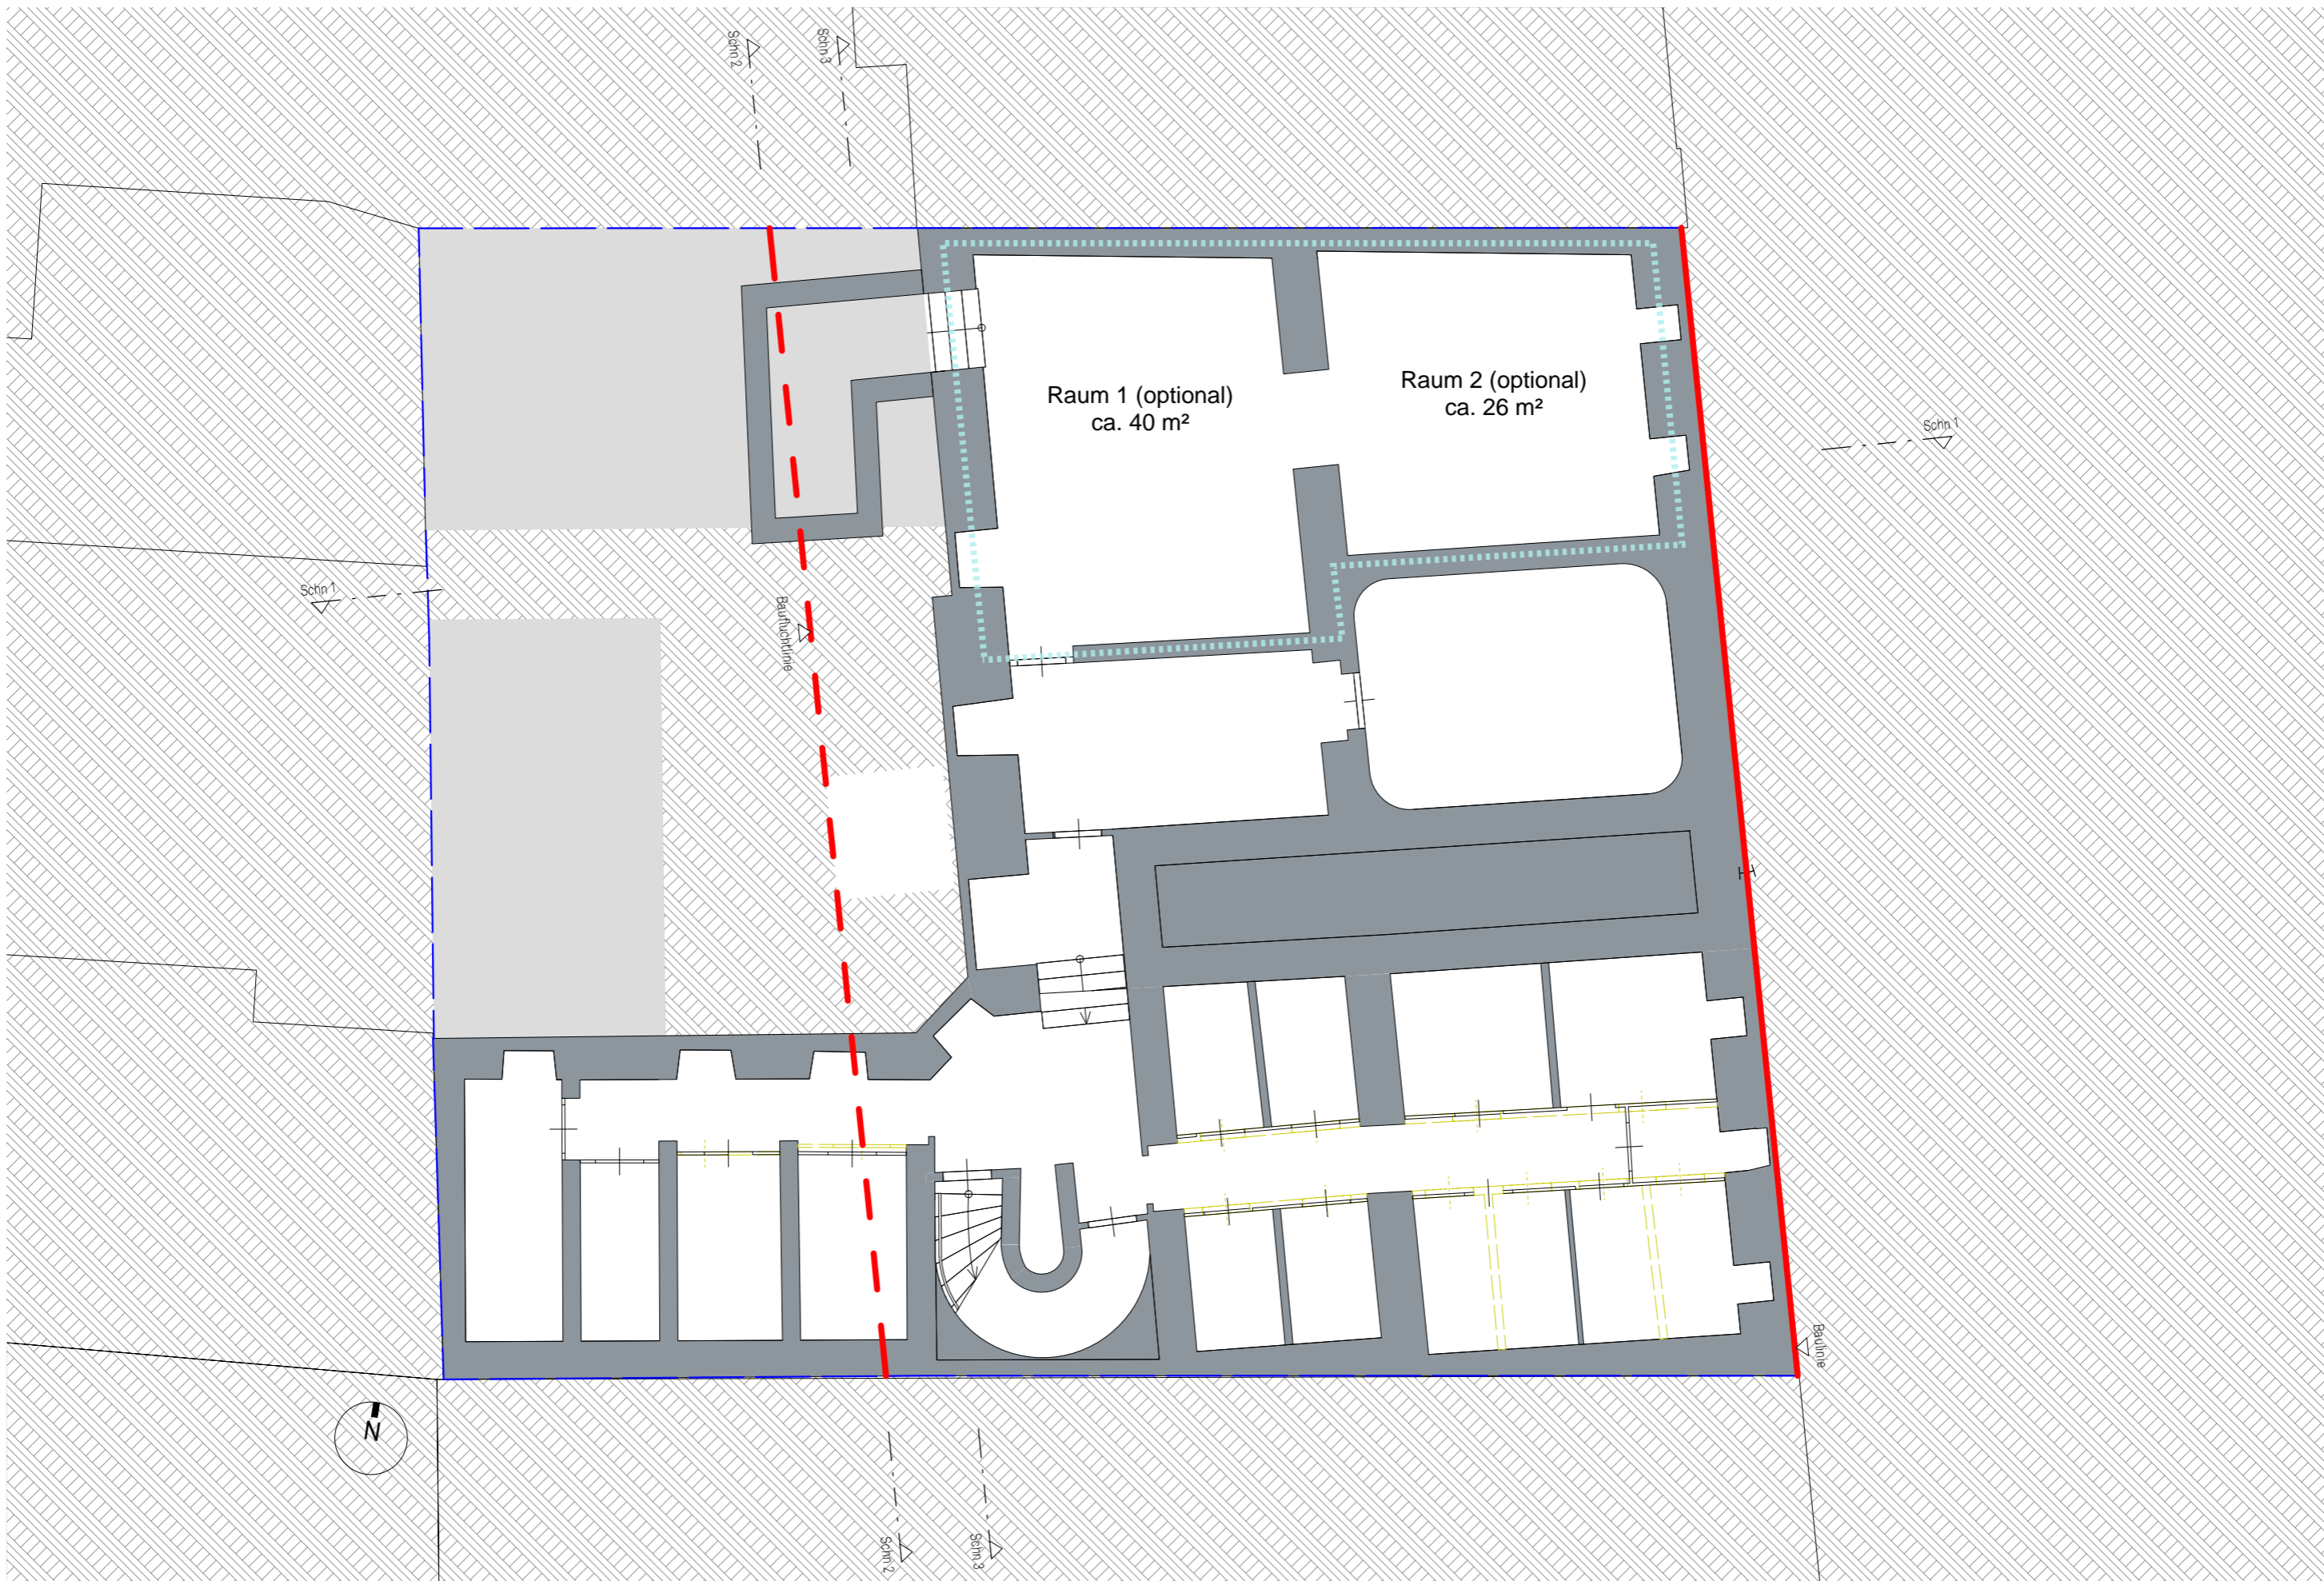 Schn 2
Schn 3
Raum 1 (optional)
ca. 40 m²
Raum 2 (optional)
ca. 26 m²
Schn 1
Schn 1
Baufluchtlinie
Baulinie
N
Schn 2
Schn 3